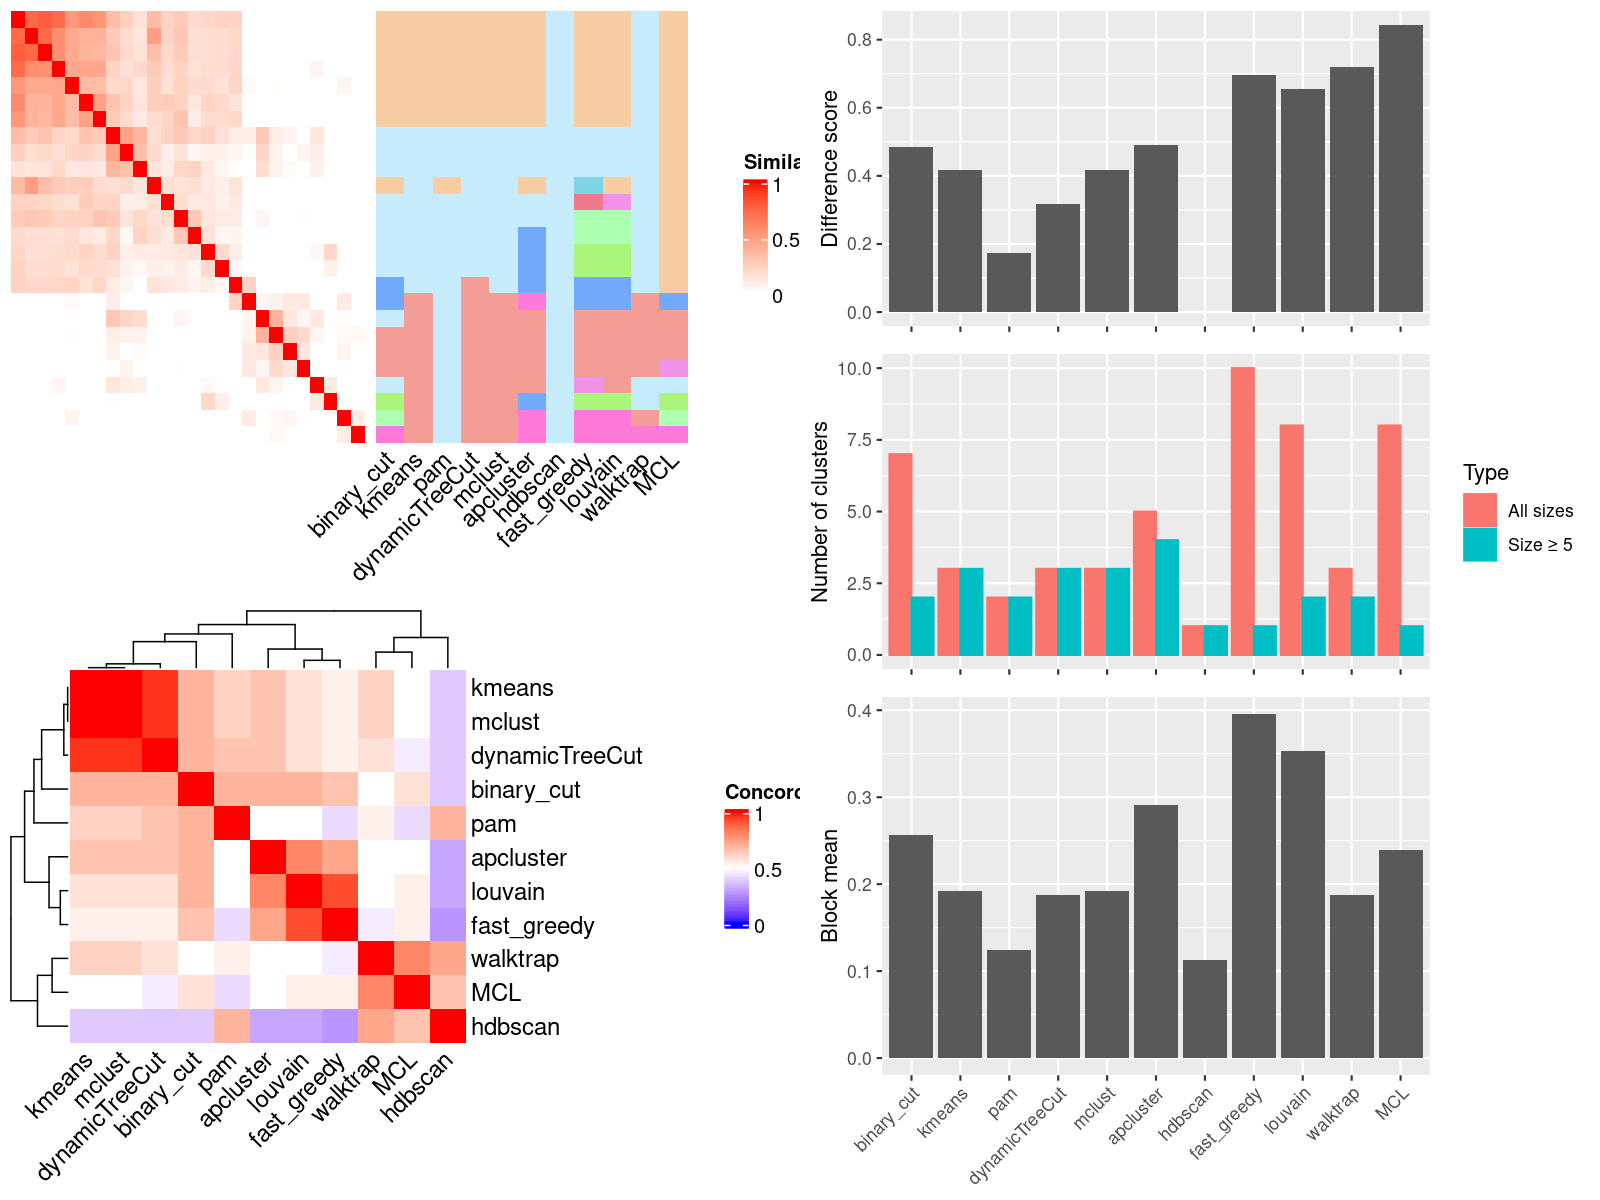 Simila
1
0.5
0
binary_cut
kmeans
pam
dynamicTreeCut
mclust
apcluster
hdbscan
fast_greedy
louvain
walktrap
MCL
kmeans
mclust
dynamicTreeCut
binary_cut
pam
apcluster
louvain
fast_greedy
walktrap
MCL
hdbscan
Concord
1
0.5
0
kmeans
mclust
dynamicTreeCut
binary_cut
pam
apcluster
louvain
fast_greedy
walktrap
MCL
hdbscan
Difference score
0.8
0.6
0.4
0.2
0.0
Number of clusters
10.0
7.5
5.0
2.5
0.0
Type
All sizes
Size ≥ 5
Block mean
0.4
0.3
0.2
0.1
0.0
binary_cut
kmeans
pam
dynamicTreeCut
mclust
apcluster
hdbscan
fast_greedy
louvain
walktrap
MCL